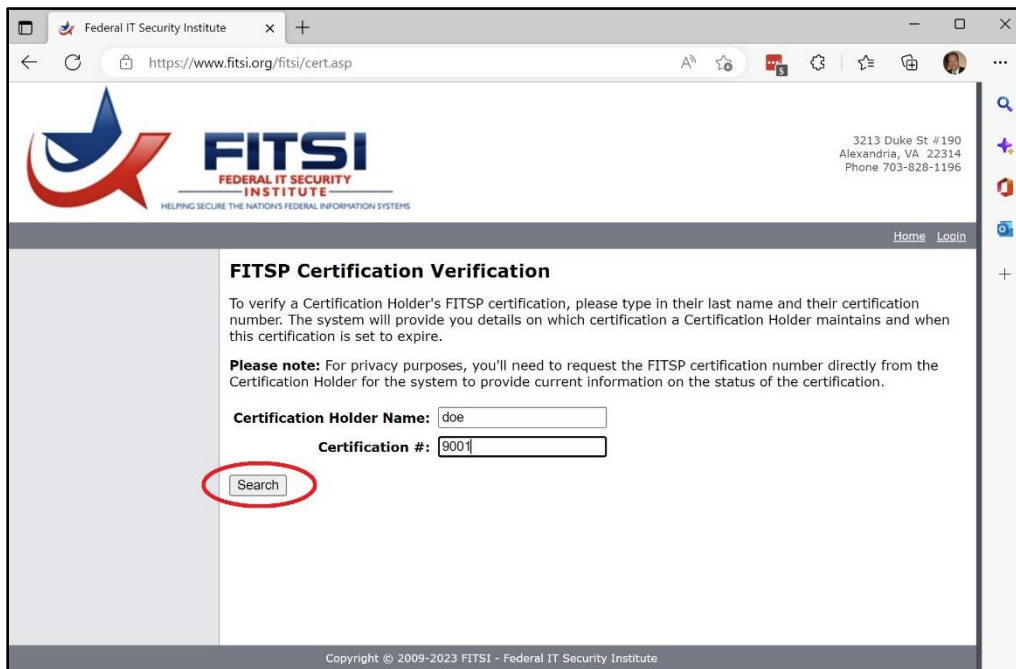 Federal IT Security Institute
https://www.fitsi.org/fitsi/cert.asp
5
FITSI
FEDERAL IT SECURITY
INSTITUTE
HELPING SECURE THE NATION'S FEDERAL INFORMATION SYSTEMS
3213 Duke St #190
Alexandria, VA 22314
Phone 703-828-1196
Home Login
FITSP Certification Verification
To verify a Certification Holder's FITSP certification, please type in their last name and their certification
number. The system will provide you details on which certification a Certification Holder maintains and when
this certification is set to expire.
Please note: For privacy purposes, you'll need to request the FITSP certification number directly from the
Certification Holder for the system to provide current information on the status of the certification.
Certification Holder Name: doe
Certification #: 9001
Search
Copyright © 2009-2023 FITSI - Federal IT Security Institute